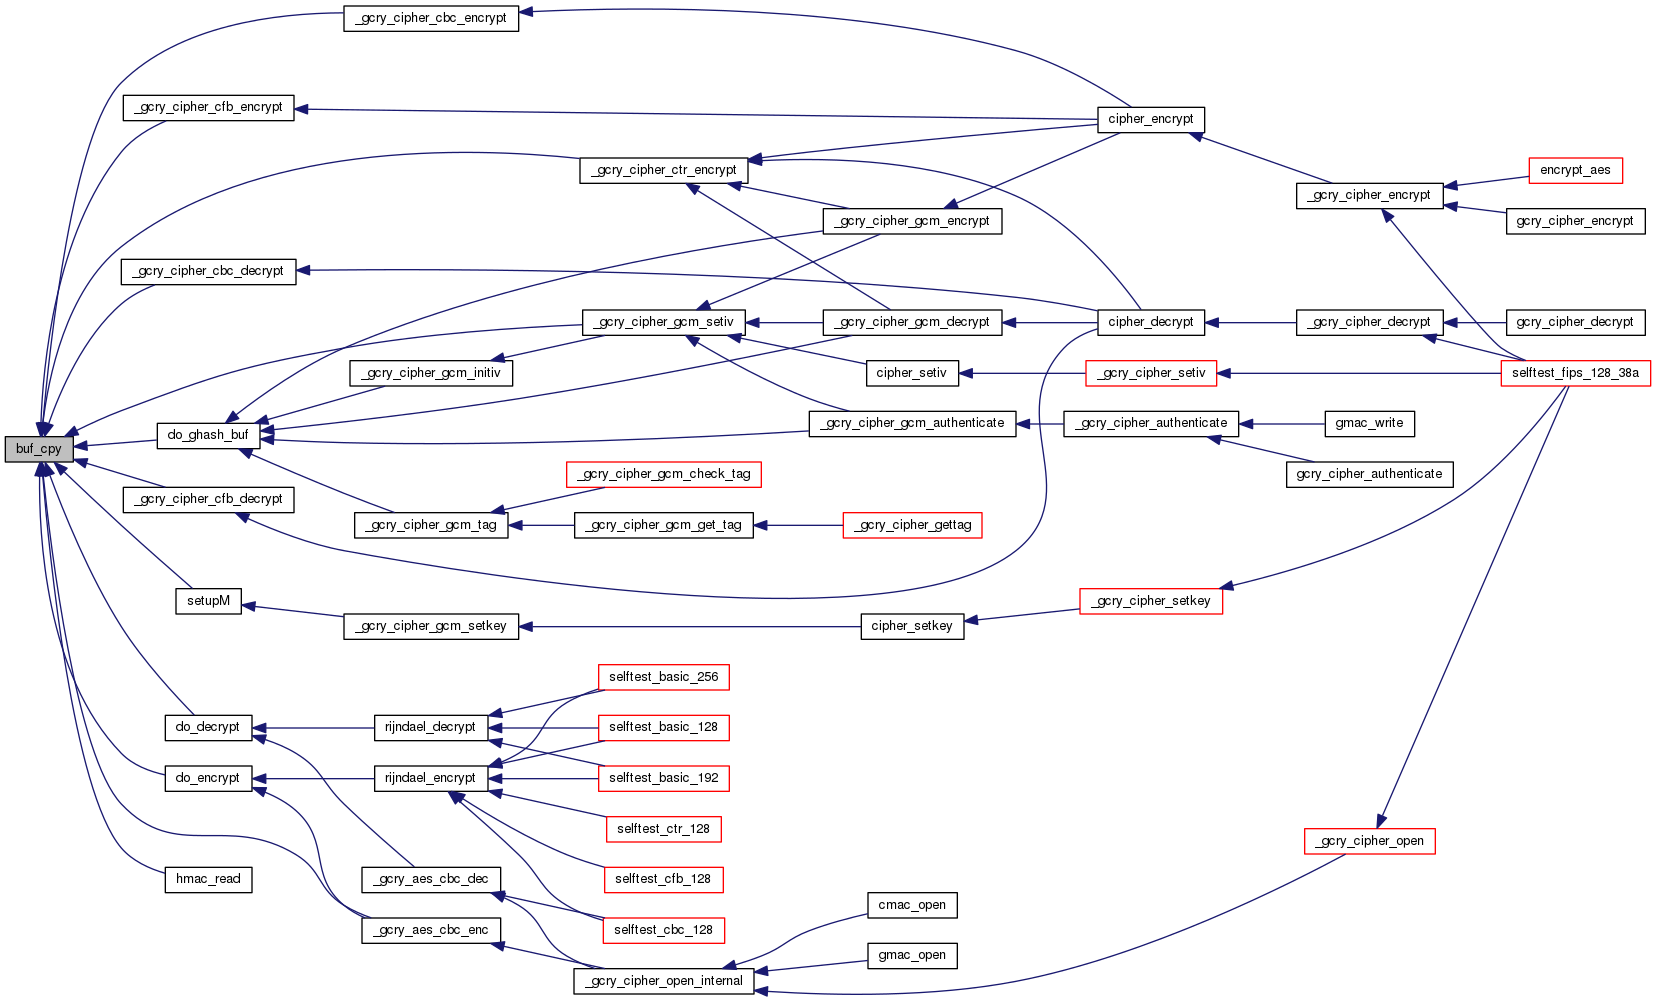 _gcry_cipher_cbc_encrypt
_gcry_cipher_cfb_encrypt
cipher_encrypt
_gcry_cipher_ctr_encrypt
encrypt_aes
_gcry_cipher_encrypt
_gcry_cipher_gcm_encrypt
gcry_cipher_encrypt
_gcry_cipher_cbc_decrypt
_gcry_cipher_gcm_setiv
_gcry_cipher_gcm_decrypt
cipher_decrypt
_gcry_cipher_decrypt
gcry_cipher_decrypt
_gcry_cipher_gcm_initiv
cipher_setiv
_gcry_cipher_setiv
selftest_fips_128_38a
do_ghash_buf
_gcry_cipher_gcm_authenticate
_gcry_cipher_authenticate
gmac_write
buf_cpy
_gcry_cipher_gcm_check_tag
gcry_cipher_authenticate
_gcry_cipher_cfb_decrypt
_gcry_cipher_gcm_tag
_gcry_cipher_gcm_get_tag
_gcry_cipher_gettag
setupM
_gcry_cipher_setkey
_gcry_cipher_gcm_setkey
cipher_setkey
selftest_basic_256
do_decrypt
rijndael_decrypt
selftest_basic_128
do_encrypt
rijndael_encrypt
selftest_basic_192
selftest_ctr_128
_gcry_cipher_open
hmac_read
_gcry_aes_cbc_dec
selftest_cfb_128
cmac_open
_gcry_aes_cbc_enc
selftest_cbc_128
gmac_open
_gcry_cipher_open_internal